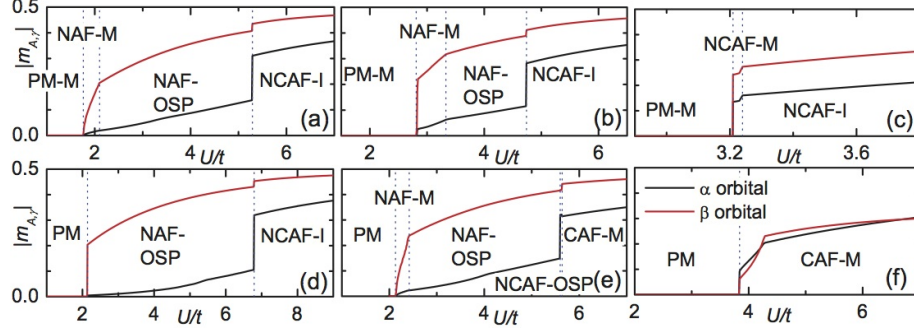 0.5
|m_{A,γ}|
0.0
NAF-M
PM-M
NAF-
OSP
NCAF-I
(a)
2
4
6
U/t
NAF-M
PM-M
NAF-
OSP
NCAF-I
(b)
2
4
6
U/t
NCAF-M
PM-M
NCAF-I
(c)
3.2
3.6
U/t
0.5
|m_{A,γ}|
0.0
PM
NAF-
OSP
NCAF-I
(d)
2
4
6
8
U/t
NAF-M
PM
NAF-
OSP
CAF-M
NCAF-OSP
(e)
2
4
6
U/t
α orbital
β orbital
PM
CAF-M
(f)
2
3
4
5
6
7
U/t